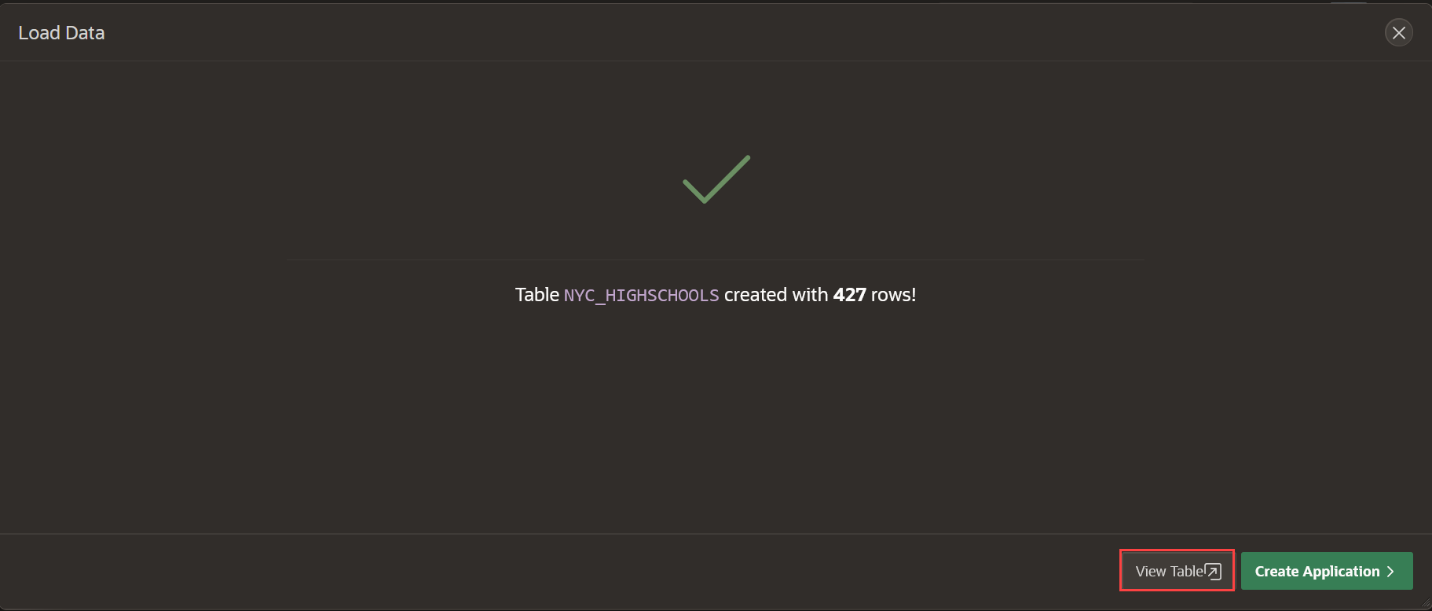 Load Data
Table NYC_HIGHSCHOOLS created with 427 rows!
View Table
Create Application